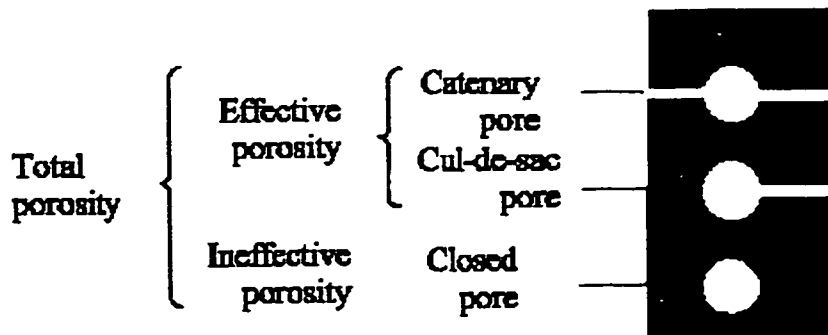 Total
porosity
Effective
porosity
Catenary
pore
Cul-de-sac
pore
Ineffective
porosity
Closed
pore